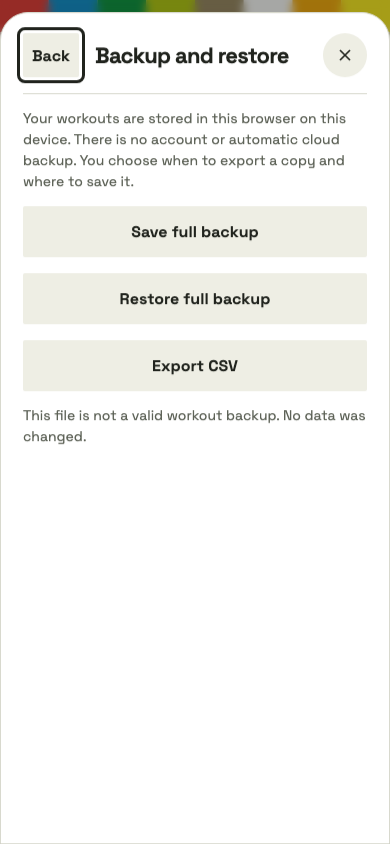 Back
Backup and restore
Your workouts are stored in this browser on this
device. There is no account or automatic cloud
backup. You choose when to export a copy and
where to save it.
Save full backup
Restore full backup
Export CSV
This file is not a valid workout backup. No data was
changed.